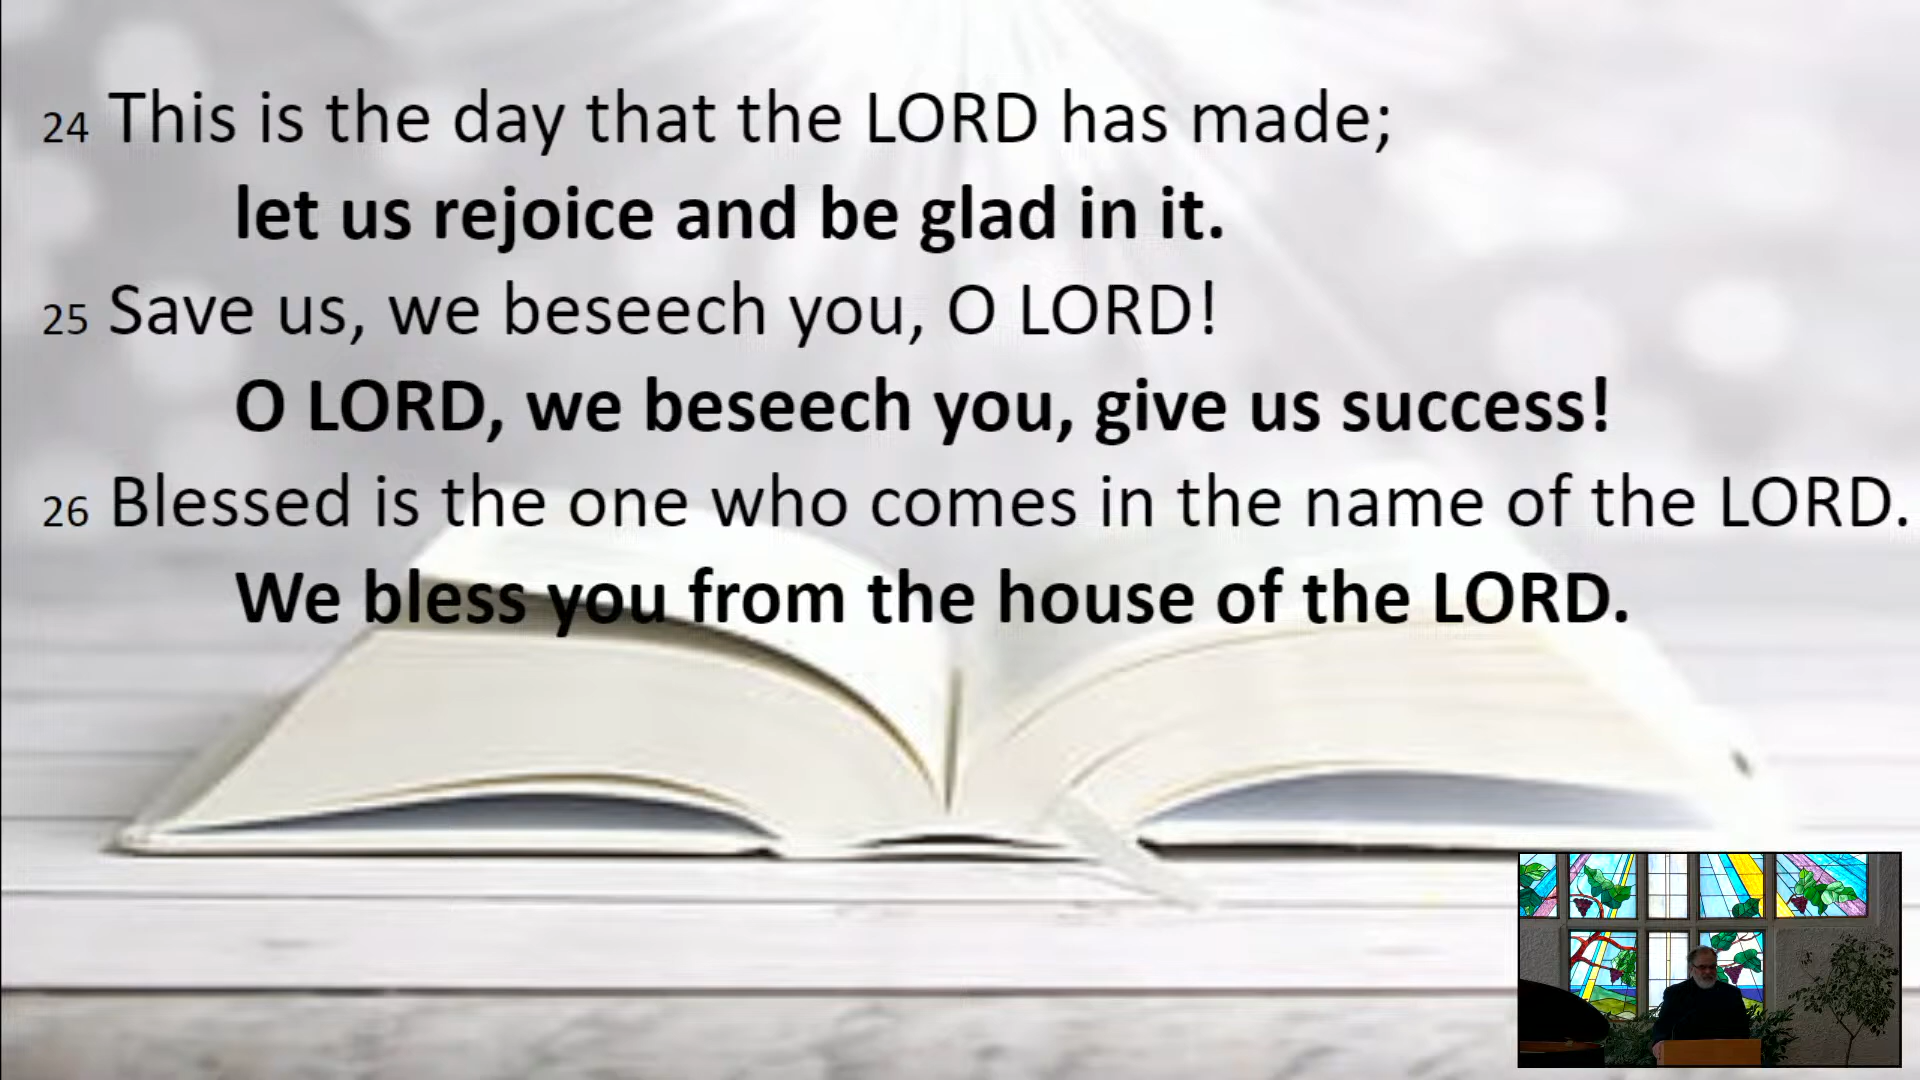 24 This is the day that the LORD has made;
let us rejoice and be glad in it.
25 Save us, we beseech you, O LORD!
O LORD, we beseech you, give us success!
26 Blessed is the one who comes in the name of the LORD.
We bless you from the house of the LORD.